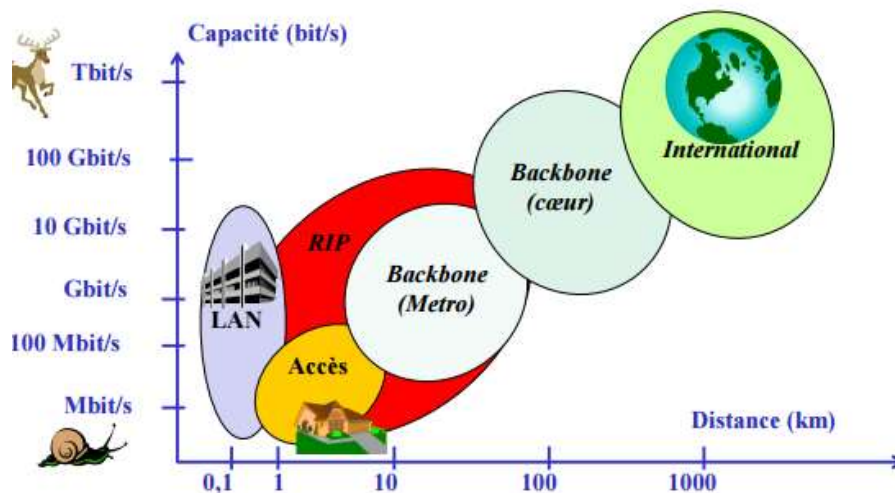 Capacité (bit/s)
Tbit/s
100 Gbit/s
10 Gbit/s
Gbit/s
100 Mbit/s
Mbit/s
International
Backbone
(cœur)
RIP
Backbone
(Metro)
LAN
Accès
Distance (km)
0,1
1
10
100
1000